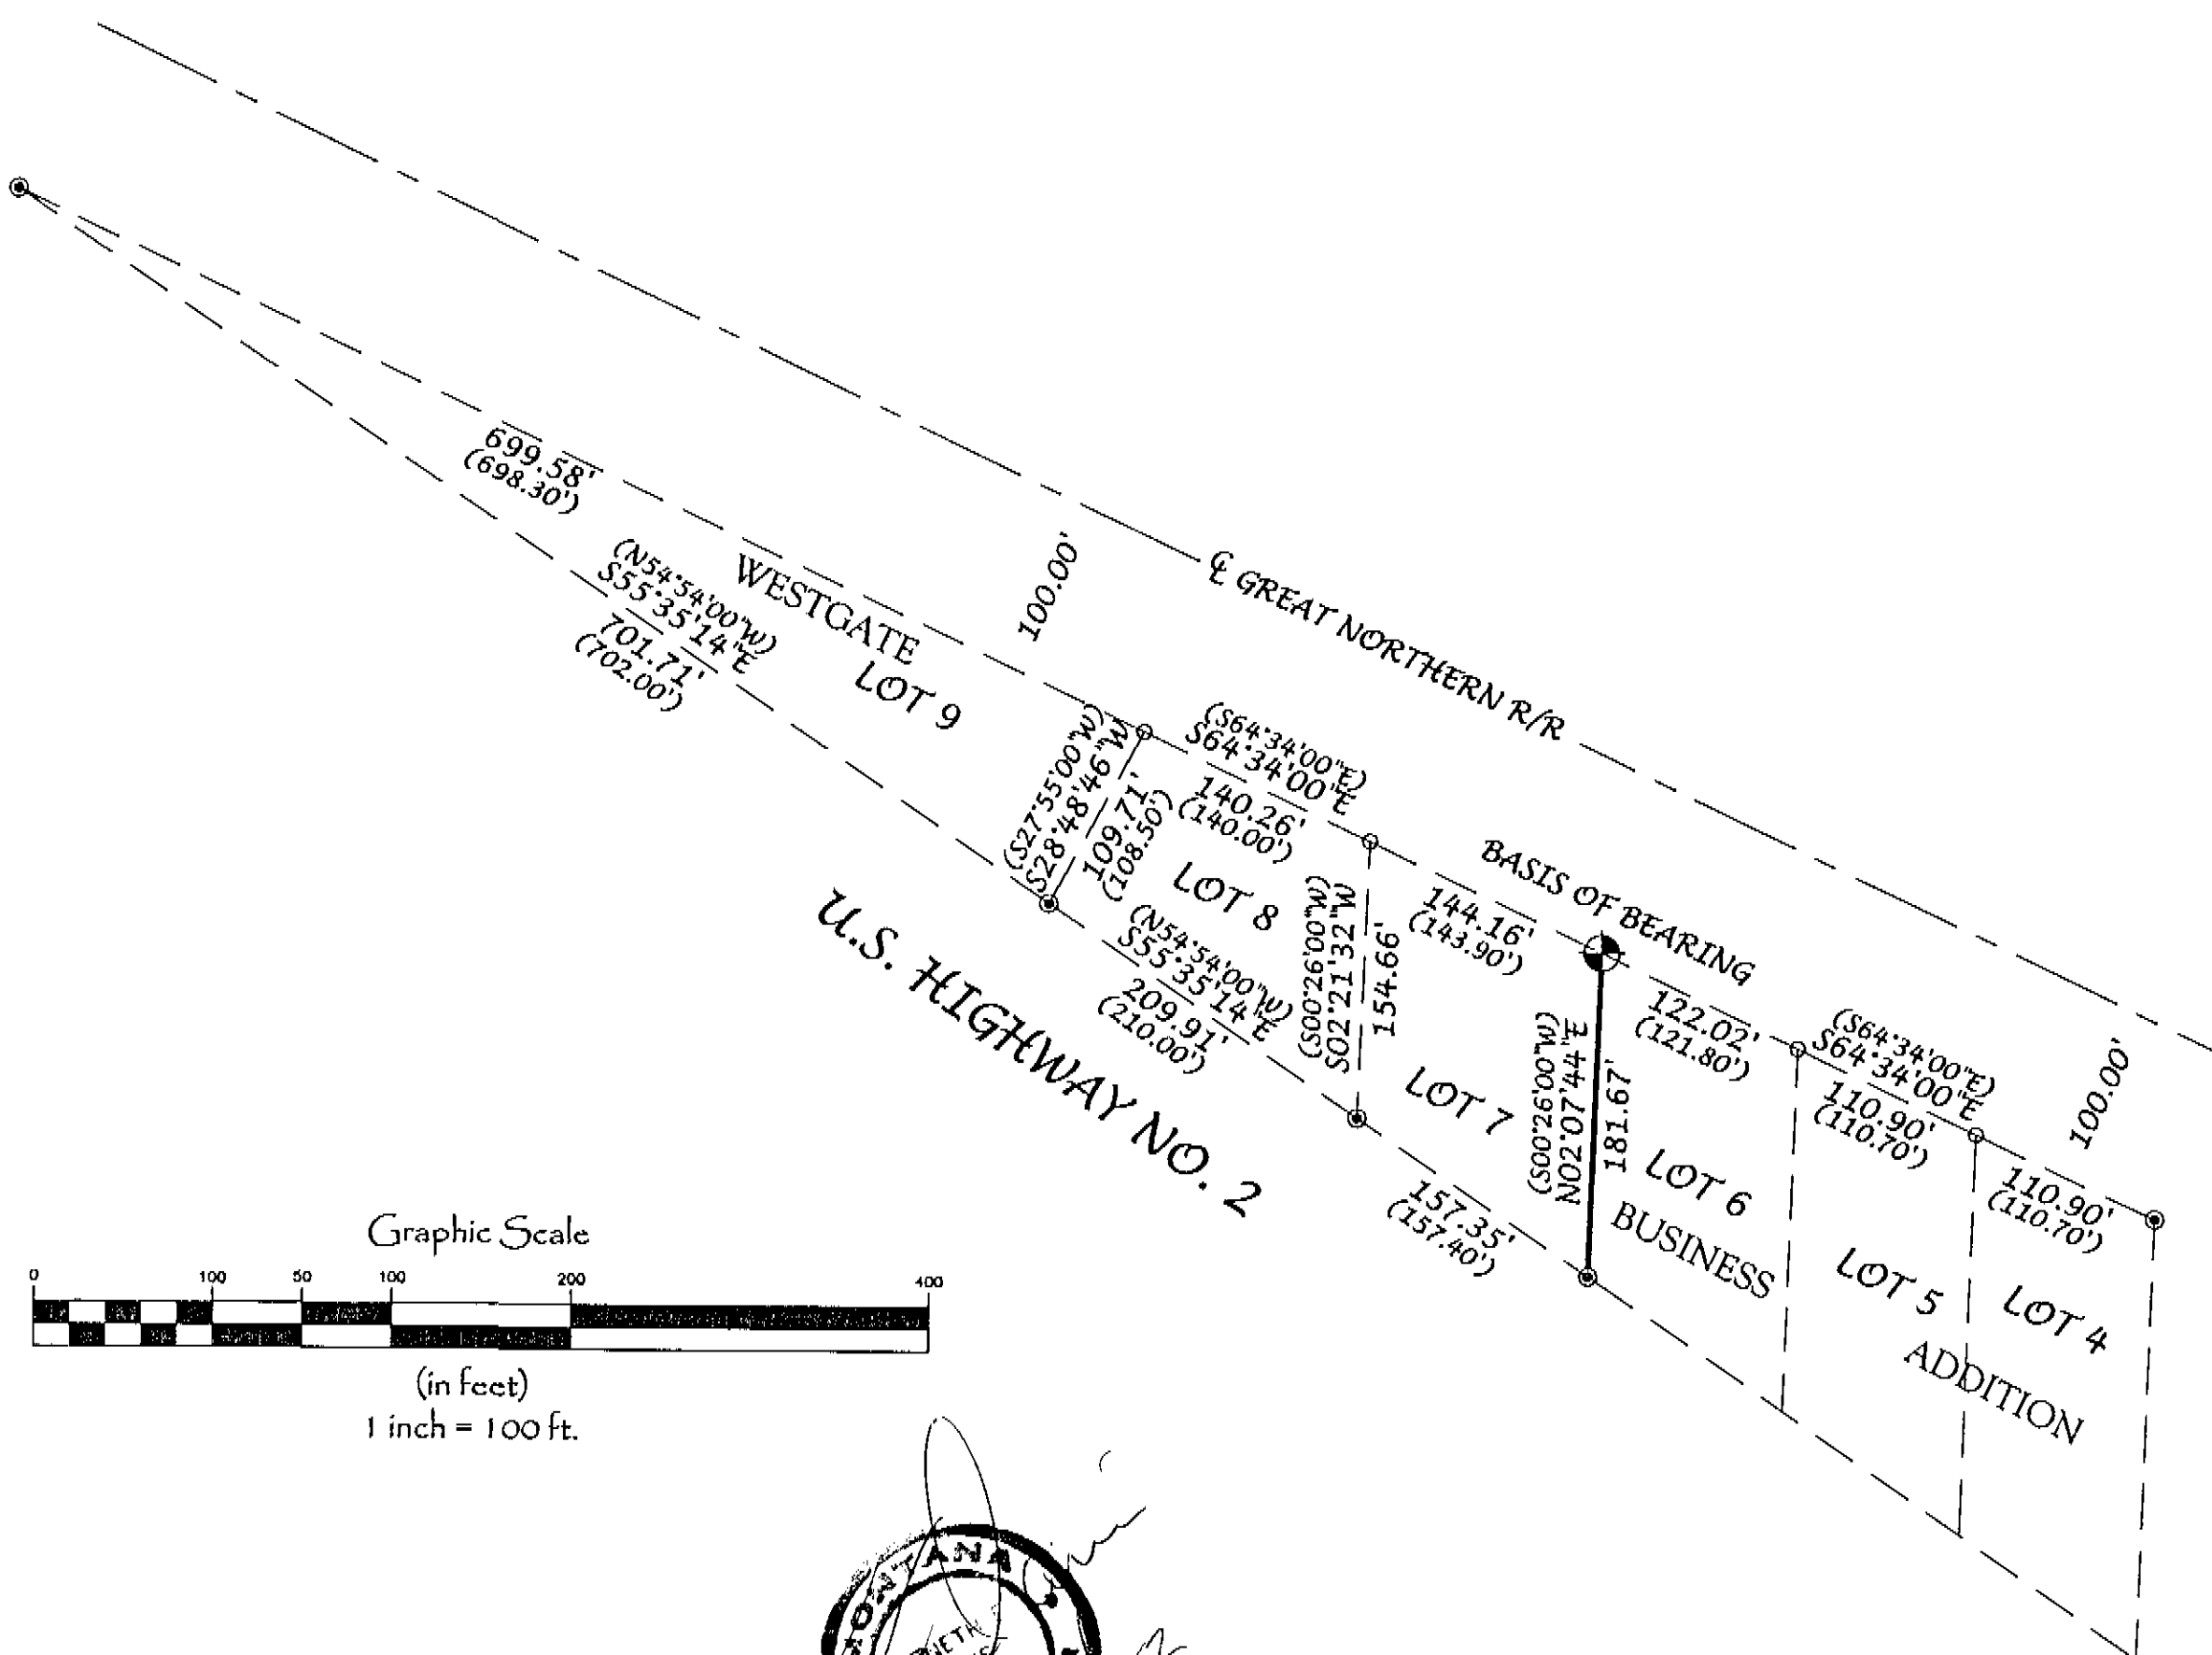 699.58'
(698.30')
(N54°54'00"W)
S55°35'14"E
701.71'
(702.00')
WESTGATE
LOT 9
100.00'
℄ GREAT NORTHERN R/R
(S27°55'00"W)
S28°48'46"W
109.71'
(108.50')
(S64°34'00"E)
S64°34'00"E
140.26'
(140.00')
LOT 8
(N54°54'00"W)
S55°35'14"E
209.91'
(210.00')
U.S. HIGHWAY NO. 2
(S00°26'00"W)
S02°21'32"W
154.66'
BASIS OF BEARING
144.16'
(143.90')
LOT 7
157.35'
(157.40')
(S00°26'00"W)
N02°07'44"E
181.67'
122.02'
(121.80')
LOT 6
BUSINESS
(S64°34'00"E)
S64°34'00"E
110.90'
(110.70')
100.00'
110.90'
(110.70')
LOT 5
LOT 4
ADDITION
Graphic Scale
0 100 50 100 200 400
(in feet)
1 inch = 100 ft.
MONTANA